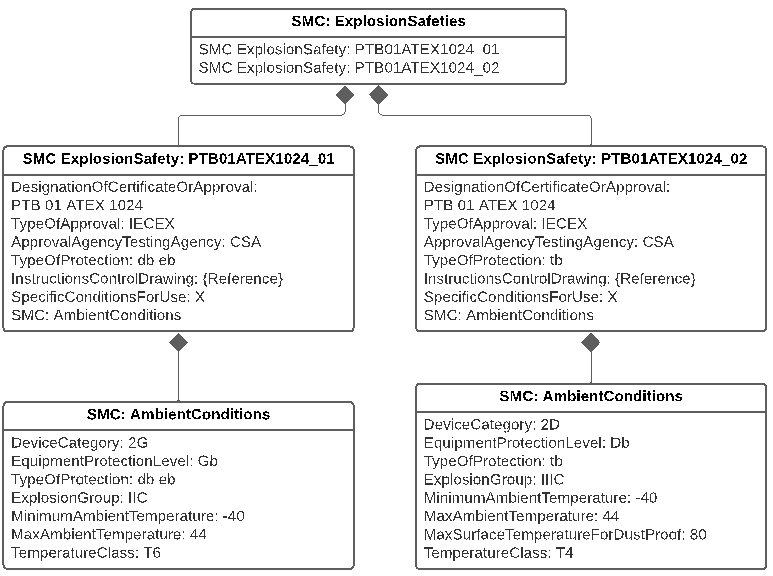 SMC: ExplosionSafeties
SMC ExplosionSafety: PTB01ATEX1024_01
SMC ExplosionSafety: PTB01ATEX1024_02
SMC ExplosionSafety: PTB01ATEX1024_01
DesignationOfCertificateOrApproval:
PTB 01 ATEX 1024
TypeOfApproval: IECEX
ApprovalAgencyTestingAgency: CSA
TypeOfProtection: db eb
InstructionsControlDrawing: {Reference}
SpecificConditionsForUse: X
SMC: AmbientConditions
SMC ExplosionSafety: PTB01ATEX1024_02
DesignationOfCertificateOrApproval:
PTB 01 ATEX 1024
TypeOfApproval: IECEX
ApprovalAgencyTestingAgency: CSA
TypeOfProtection: tb
InstructionsControlDrawing: {Reference}
SpecificConditionsForUse: X
SMC: AmbientConditions
SMC: AmbientConditions
DeviceCategory: 2G
EquipmentProtectionLevel: Gb
TypeOfProtection: db eb
ExplosionGroup: IIC
MinimumAmbientTemperature: -40
MaxAmbientTemperature: 44
TemperatureClass: T6
SMC: AmbientConditions
DeviceCategory: 2D
EquipmentProtectionLevel: Db
TypeOfProtection: tb
ExplosionGroup: IIIC
MinimumAmbientTemperature: -40
MaxAmbientTemperature: 44
MaxSurfaceTemperatureForDustProof: 80
TemperatureClass: T4